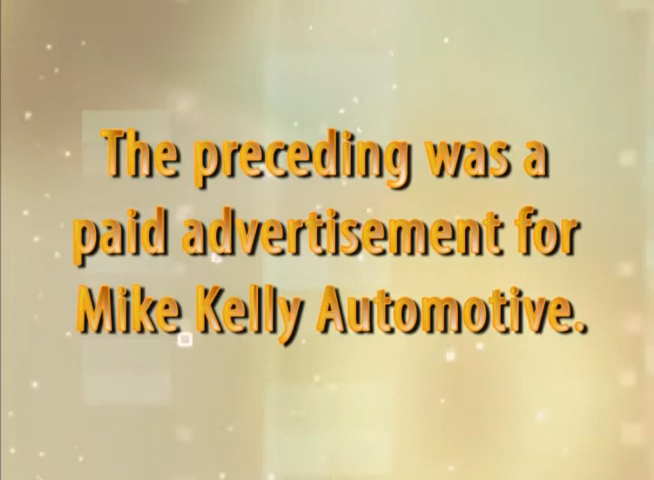 The preceding was a
paid advertisement for
Mike Kelly Automotive.